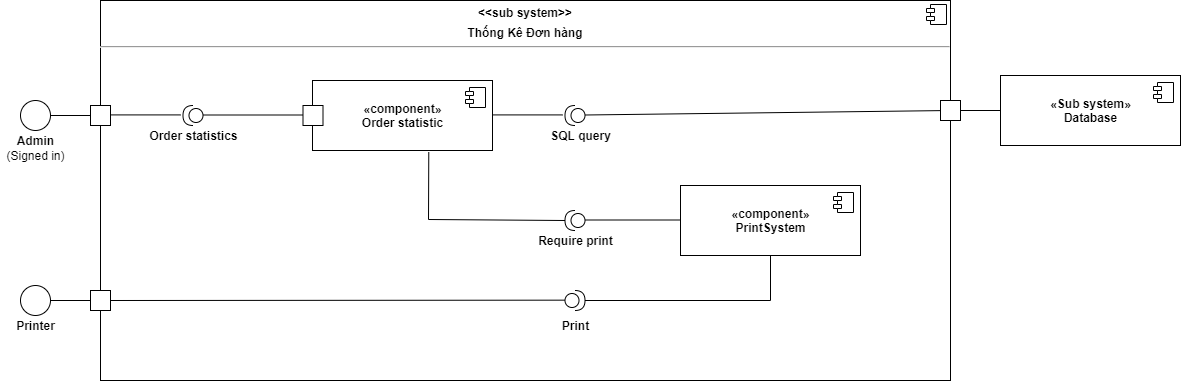 <<sub system>>
Thống Kê Đơn hàng
«component»
Order statistic
«Sub system»
Database
Admin
(Signed in)
Order statistics
SQL query
«component»
PrintSystem
Require print
Printer
Print